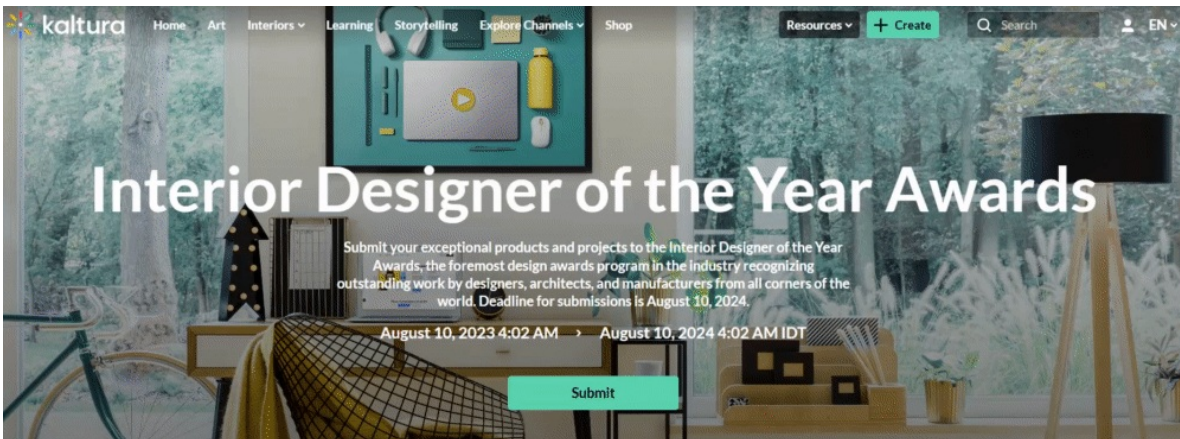 kaltura Home Art Interiors Learning Storytelling Explore Channels Shop Resources + Create Search EN
Interior Designer of the Year Awards
Submit your exceptional products and projects to the Interior Designer of the Year
Awards, the foremost design awards program in the industry recognizing
outstanding work by designers, architects, and manufacturers from all corners of the
world. Deadline for submissions is August 10, 2024.
August 10, 2023 4:02 AM > August 10, 2024 4:02 AM IDT
Submit